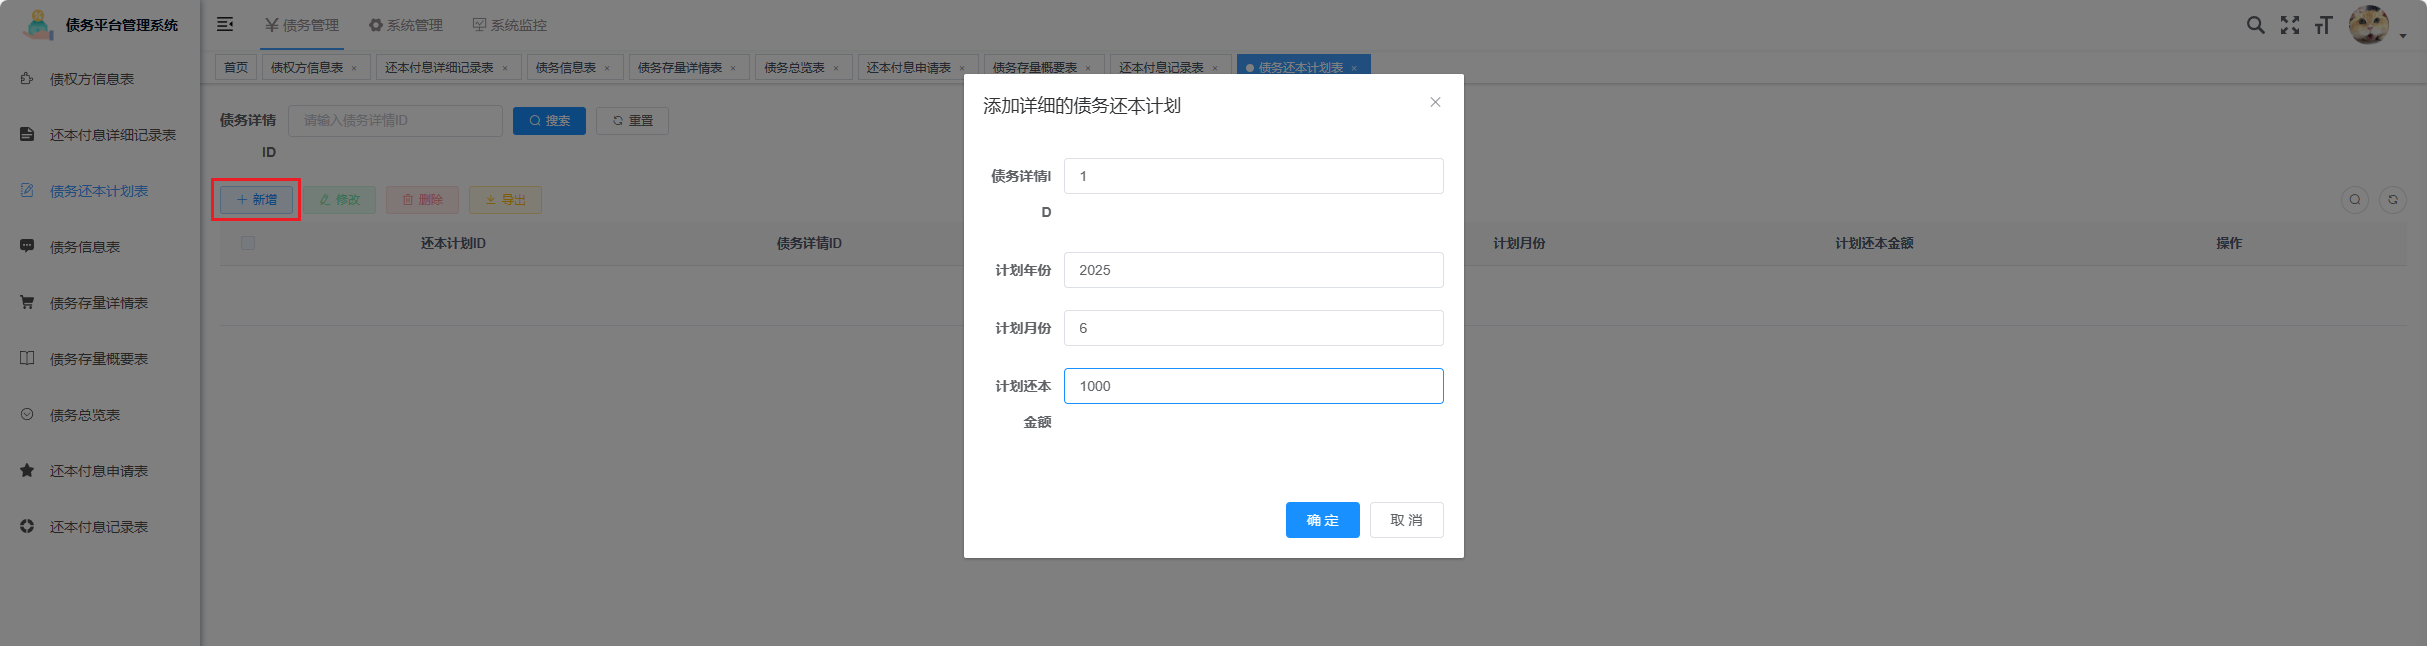 债务平台管理系统
债务管理
系统管理
系统监控
首页
债权方信息表
还本付息详细记录表
债务信息表
债务存量详情表
债务总览表
还本付息申请表
债务存量概要表
还本付息记录表
债务还本计划表
债权方信息表
还本付息详细记录表
债务还本计划表
债务信息表
债务存量详情表
债务存量概要表
债务总览表
还本付息申请表
还本付息记录表
债务详情
ID
请输入债务详情ID
搜索
重置
新增
修改
删除
导出
还本计划ID
债务详情ID
计划月份
计划还本金额
操作
添加详细的债务还本计划
债务详情I
D
1
计划年份
2025
计划月份
6
计划还本
金额
1000
确 定
取 消